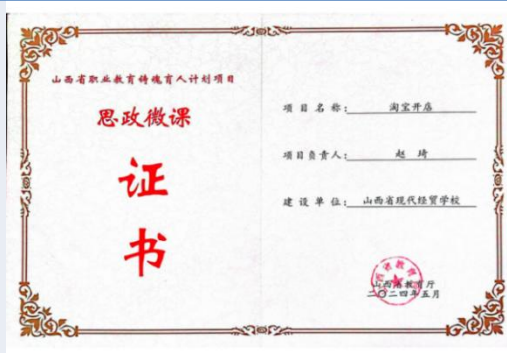 山西省职业教育铸魂育人计划项目
思政微课
证
书
项目名称：淘宝开店
项目负责人：赵琦
建设单位：山西省现代经贸学校
山西省教育厅
二〇二四年五月